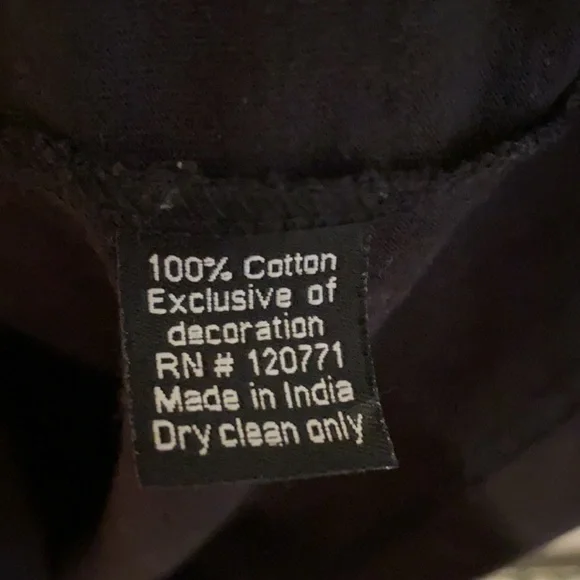 100% Cotton
Exclusive of
decoration
RN # 120771
Made in India
Dry clean only